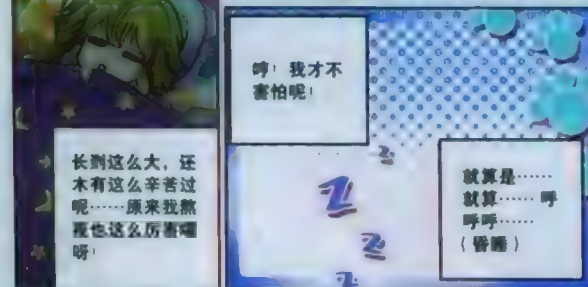 长到这么大，还
木有这么辛苦过
呢……原来我熬
夜也这么厉害喔
呀！
哼！我才不
害怕呢！
z
Z
z
z
就算是……
就算…… 呼
呼呼……
（昏睡）